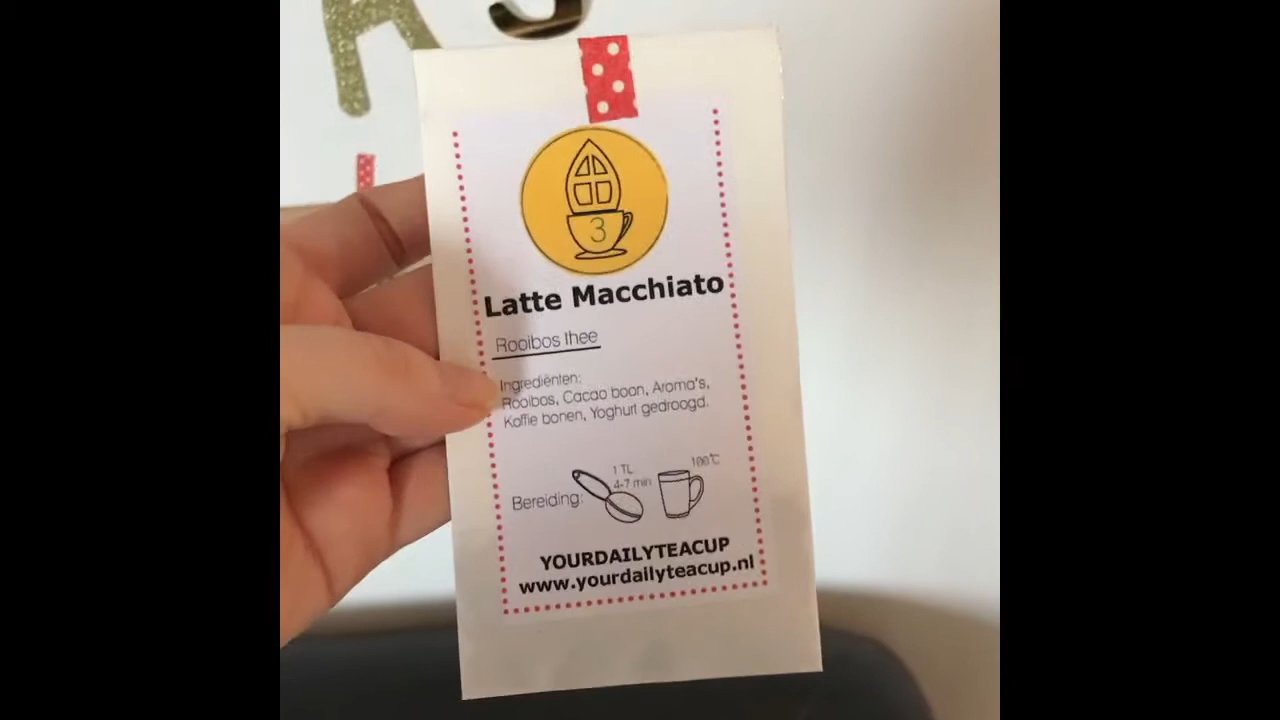 3
Latte Macchiato
Rooibos thee
Ingrediënten:
Rooibos, Cacao boon, Aroma's,
Koffie bonen, Yoghurt gedroogd.
1 TL
4-7 min
100°C
Bereiding:
YOURDAILYTEACUP
www.yourdailyteacup.nl